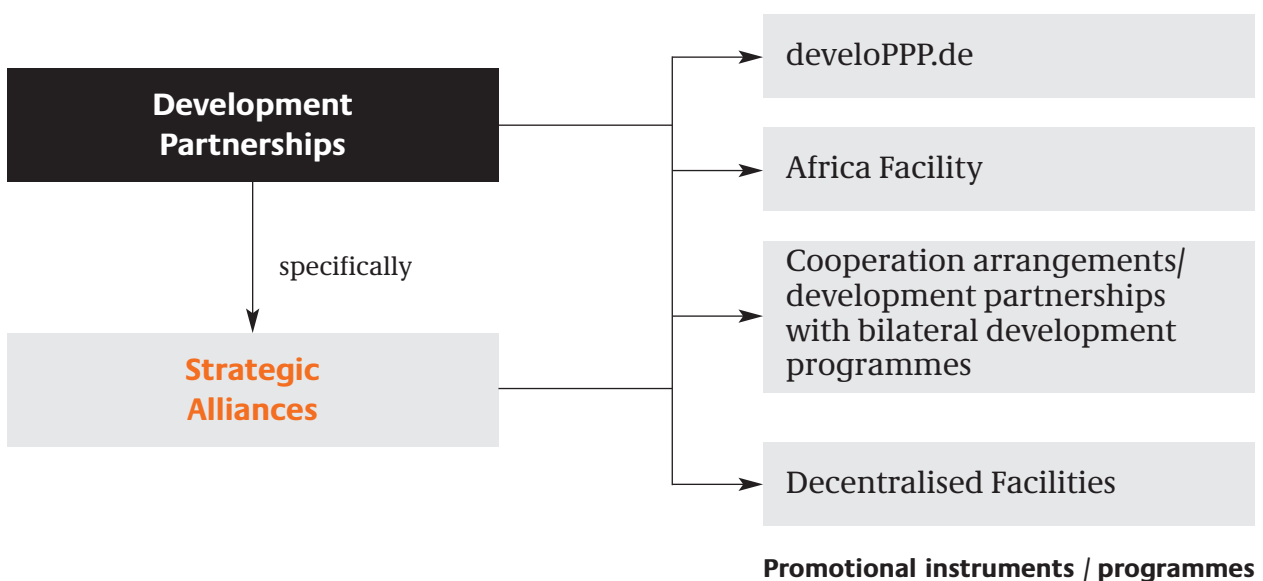 Development
Partnerships
specifically
Strategic
Alliances
develoPPP.de
Africa Facility
Cooperation arrangements/
development partnerships
with bilateral development
programmes
Decentralised Facilities
Promotional instruments / programmes